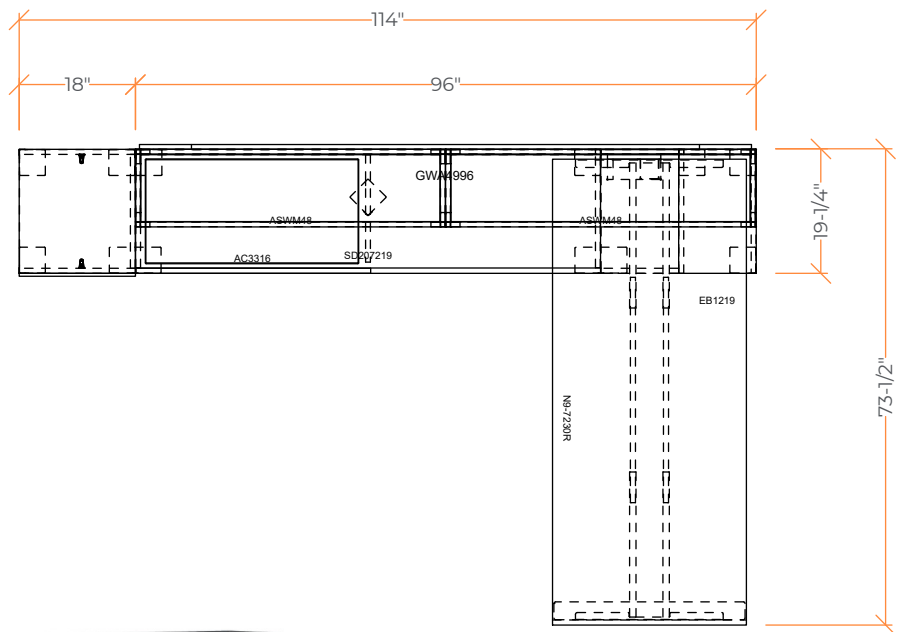 114"
18"
96"
GWA4996
19-1/4"
ASWM48
ASWM48
AC3316
SD207219
EB1219
N9-7230R
73-1/2"